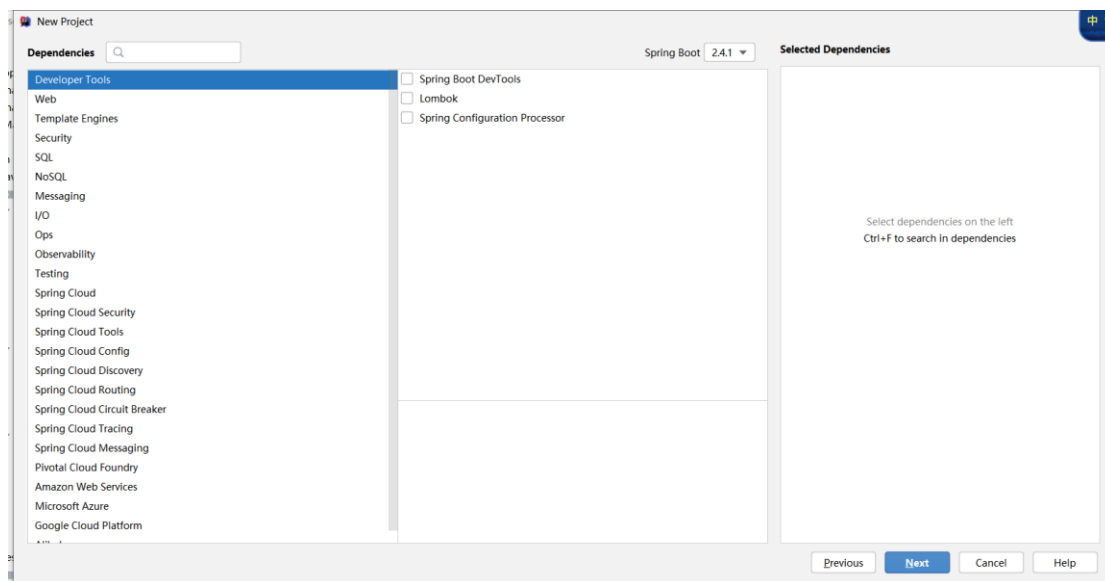 New Project
中
Dependencies
Spring Boot 2.4.1
Selected Dependencies
Developer Tools
Web
Template Engines
Security
SQL
NoSQL
Messaging
I/O
Ops
Observability
Testing
Spring Cloud
Spring Cloud Security
Spring Cloud Tools
Spring Cloud Config
Spring Cloud Discovery
Spring Cloud Routing
Spring Cloud Circuit Breaker
Spring Cloud Tracing
Spring Cloud Messaging
Pivotal Cloud Foundry
Amazon Web Services
Microsoft Azure
Google Cloud Platform
Spring Boot DevTools
Lombok
Spring Configuration Processor
Select dependencies on the left
Ctrl+F to search in dependencies
Previous
Next
Cancel
Help